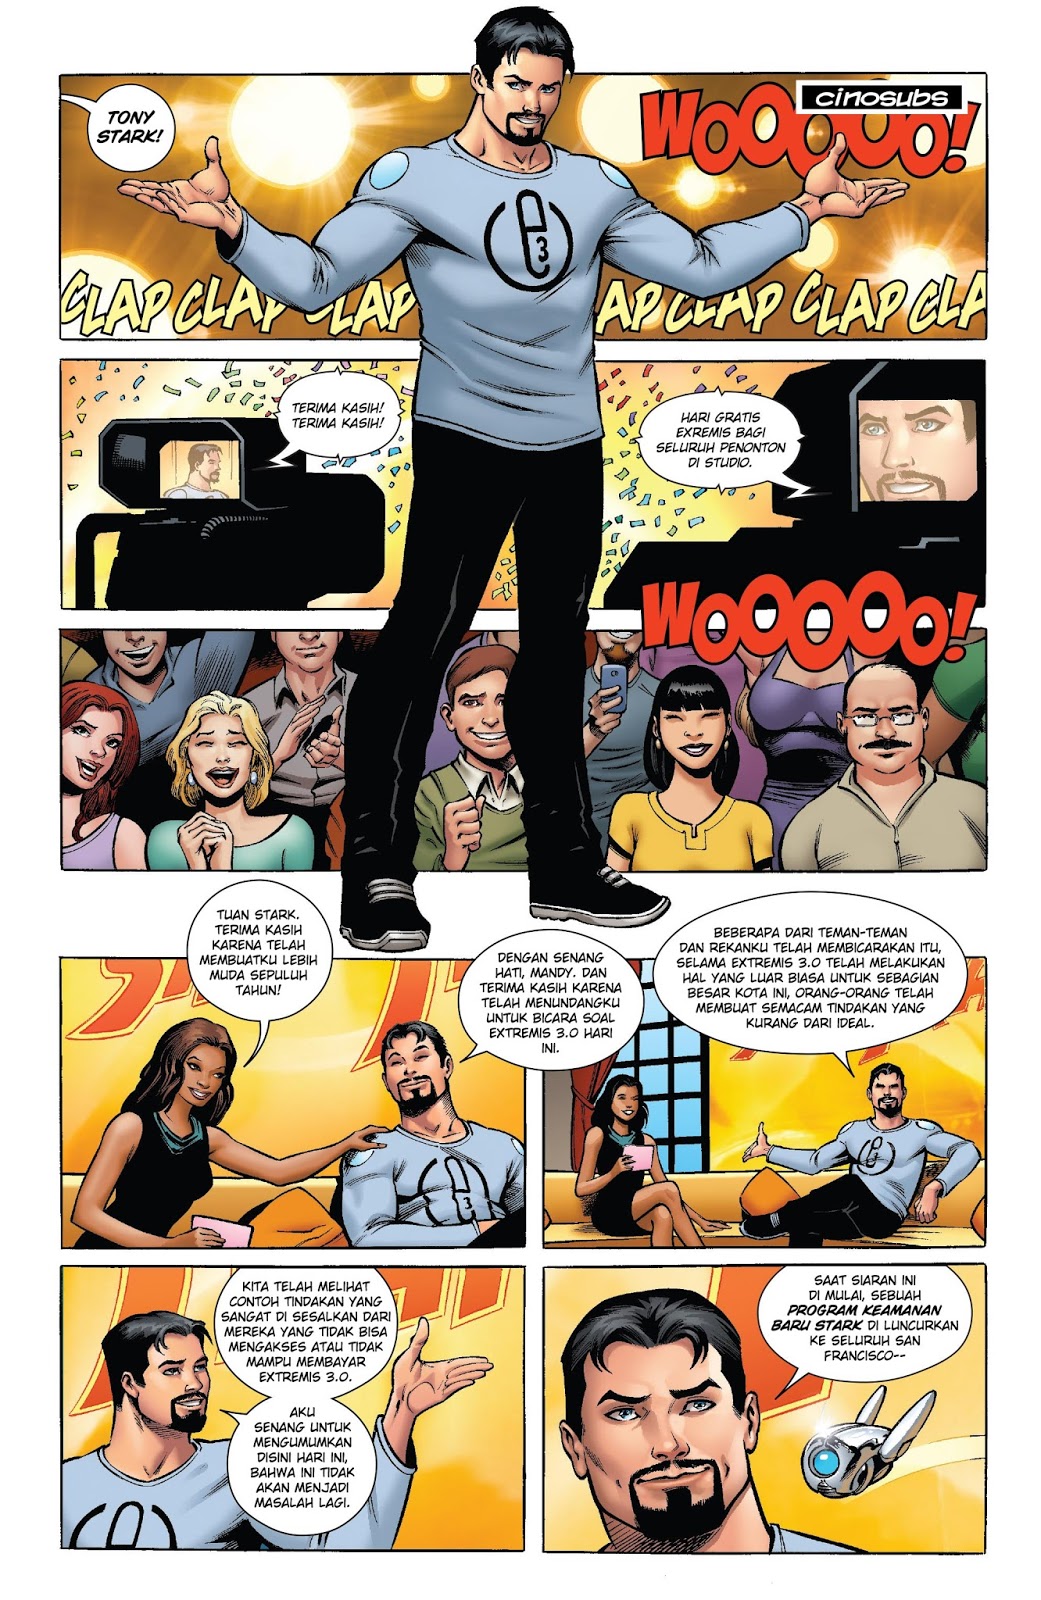 TONY
STARK!
WOOOOO!
cinosubs
e3
CLAP CLAP CLAP CLAP CLAP CLAP CLA
TERIMA KASIH!
TERIMA KASIH!
HARI GRATIS
EXREMIS BAGI
SELURUH PENONTON
DI STUDIO.
WOOOOO!
TUAN STARK.
TERIMA KASIH
KARENA TELAH
MEMBUATKU LEBIH
MUDA SEPULUH
TAHUN!
DENGAN SENANG
HATI, MANDY. DAN
TERIMA KASIH KARENA
TELAH MENUNDANGKU
UNTUK BICARA SOAL
EXTREMIS 3.0 HARI
INI.
e3
BEBERAPA DARI TEMAN-TEMAN
DAN REKANKU TELAH MEMBICARAKAN ITU,
SELAMA EXTREMIS 3.0 TELAH MELAKUKAN
HAL YANG LUAR BIASA UNTUK SEBAGIAN
BESAR KOTA INI, ORANG-ORANG TELAH
MEMBUAT SEMACAM TINDAKAN YANG
KURANG DARI IDEAL.
KITA TELAH MELIHAT
CONTOH TINDAKAN YANG
SANGAT DI SESALKAN DARI
MEREKA YANG TIDAK BISA
MENGAKSES ATAU TIDAK
MAMPU MEMBAYAR
EXTREMIS 3.0.
AKU
SENANG UNTUK
MENGUMUMKAN
DISINI HARI INI,
BAHWA INI TIDAK
AKAN MENJADI
MASALAH LAGI.
SAAT SIARAN INI
DI MULAI, SEBUAH
PROGRAM KEAMANAN
BARU STARK DI LUNCURKAN
KE SELURUH SAN
FRANCISCO--